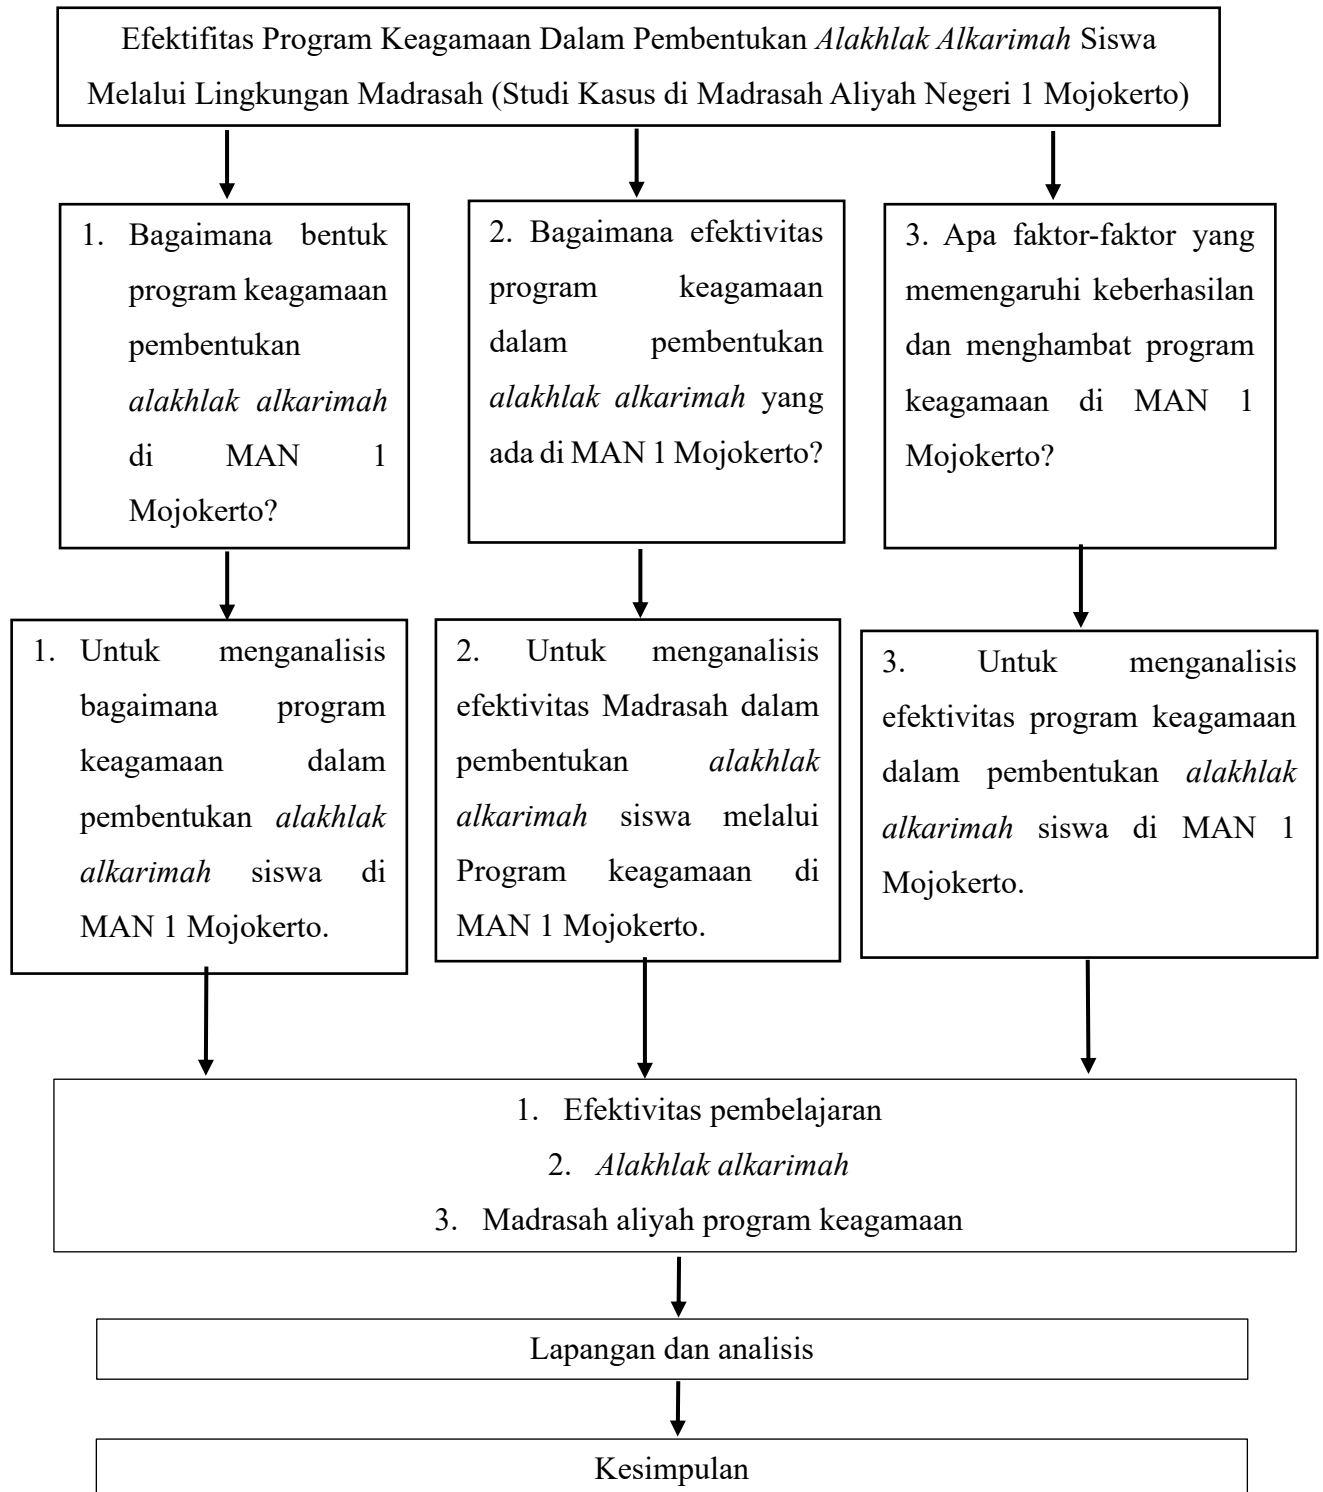 Efektifitas Program Keagamaan Dalam Pembentukan Alakhlak Alkarimah Siswa
Melalui Lingkungan Madrasah (Studi Kasus di Madrasah Aliyah Negeri 1 Mojokerto)
1. Bagaimana bentuk
program keagamaan
pembentukan
alakhlak alkarimah
di MAN 1
Mojokerto?
2. Bagaimana efektivitas
program keagamaan
dalam pembentukan
alakhlak alkarimah yang
ada di MAN 1 Mojokerto?
3. Apa faktor-faktor yang
memengaruhi keberhasilan
dan menghambat program
keagamaan di MAN 1
Mojokerto?
1. Untuk menganalisis
bagaimana program
keagamaan dalam
pembentukan alakhlak
alkarimah siswa di
MAN 1 Mojokerto.
2. Untuk menganalisis
efektivitas Madrasah dalam
pembentukan alakhlak
alkarimah siswa melalui
Program keagamaan di
MAN 1 Mojokerto.
3. Untuk menganalisis
efektivitas program keagamaan
dalam pembentukan alakhlak
alkarimah siswa di MAN 1
Mojokerto.
1. Efektivitas pembelajaran
2. Alakhlak alkarimah
3. Madrasah aliyah program keagamaan
Lapangan dan analisis
Kesimpulan